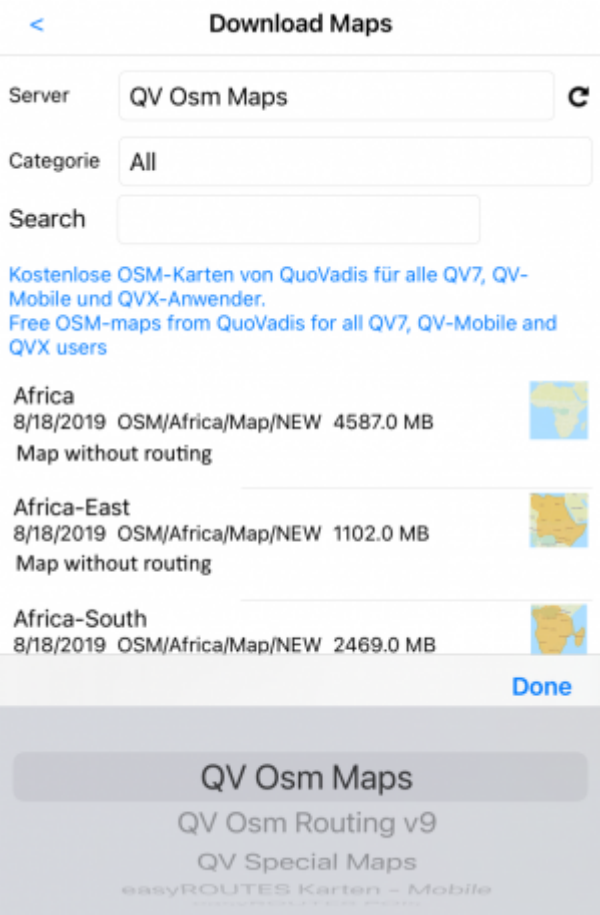 <
Download Maps
Server QV Osm Maps
Categorie All
Search
Kostenlose OSM-Karten von QuoVadis für alle QV7, QV-
Mobile und QVX-Anwender.
Free OSM-maps from QuoVadis for all QV7, QV-Mobile and
QVX users
Africa
8/18/2019 OSM/Africa/Map/NEW 4587.0 MB
Map without routing
Africa-East
8/18/2019 OSM/Africa/Map/NEW 1102.0 MB
Map without routing
Africa-South
8/18/2019 OSM/Africa/Map/NEW 2469.0 MB
Done
QV Osm Maps
QV Osm Routing v9
QV Special Maps
easyROUTES Karten - Mobile